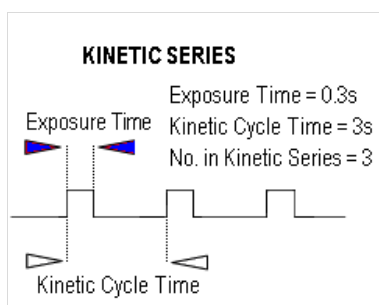 KINETIC SERIES
Exposure Time = 0.3s
Exposure Time
Kinetic Cycle Time = 3s
No. in Kinetic Series = 3
Kinetic Cycle Time